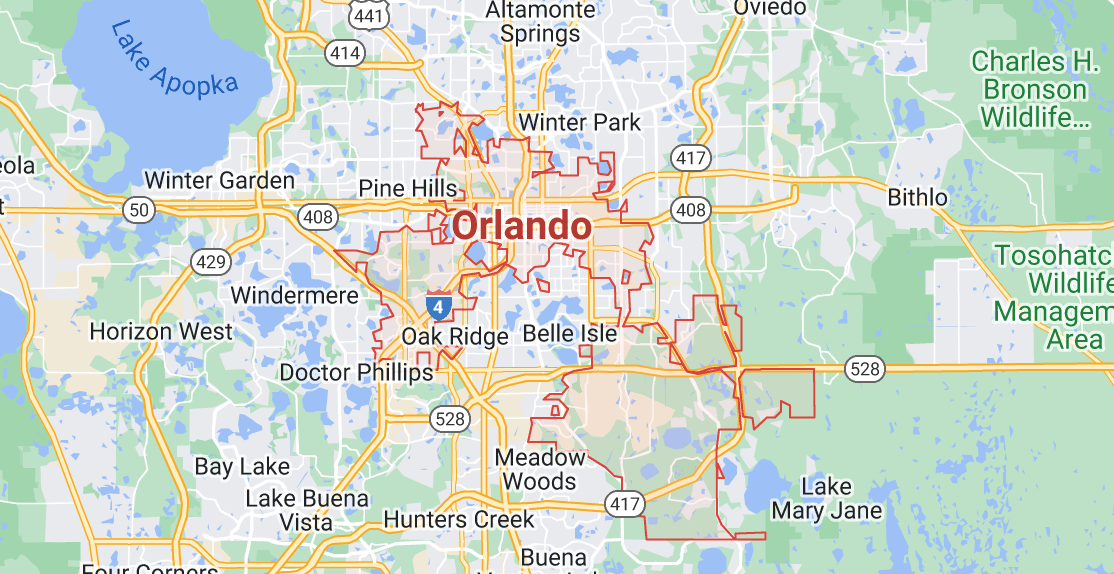 441
Altamonte
Springs
Oviedo
414
Lake Apopka
Charles H.
Bronson
Wildlife...
Winter Park
417
eola
Winter Garden
Pine Hills
Bithlo
t
50
408
408
Orlando
429
Tosohatc
Wildlife
Managem
Area
Windermere
4
Horizon West
Oak Ridge
Belle Isle
Doctor Phillips
528
528
Meadow
Woods
Bay Lake
Lake Buena
Vista
417
Lake
Mary Jane
Hunters Creek
Buena
Four Corners